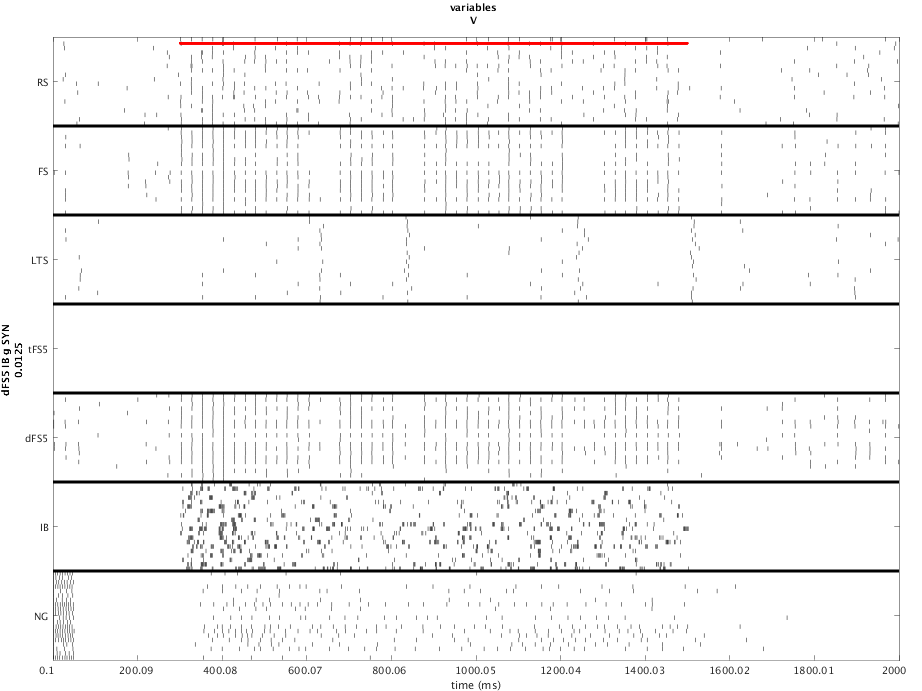 variables
V
RS
FS
LTS
dFS5 IB g SYN
0.0125
tFS5
dFS5
IB
NG
0.1 200.09 400.08 600.07 800.06 1000.05 1200.04 1400.03 1600.02 1800.01 2000
time (ms)